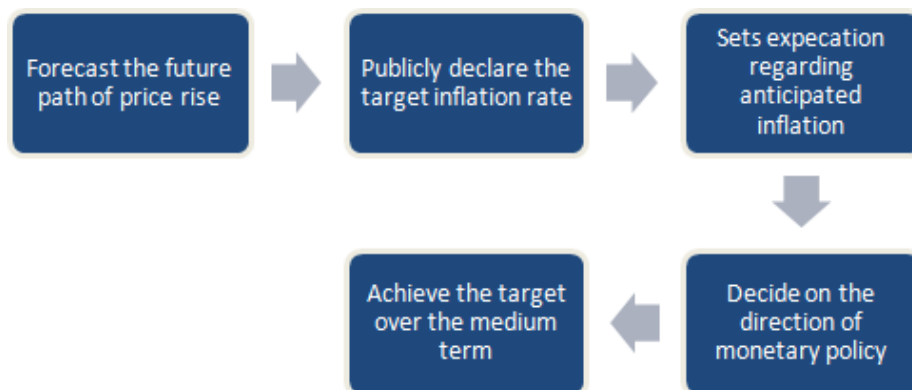 Forecast the future
path of price rise
Publicly declare the
target inflation rate
Sets expecation
regarding
anticipated
inflation
Decide on the
direction of
monetary policy
Achieve the target
over the medium
term